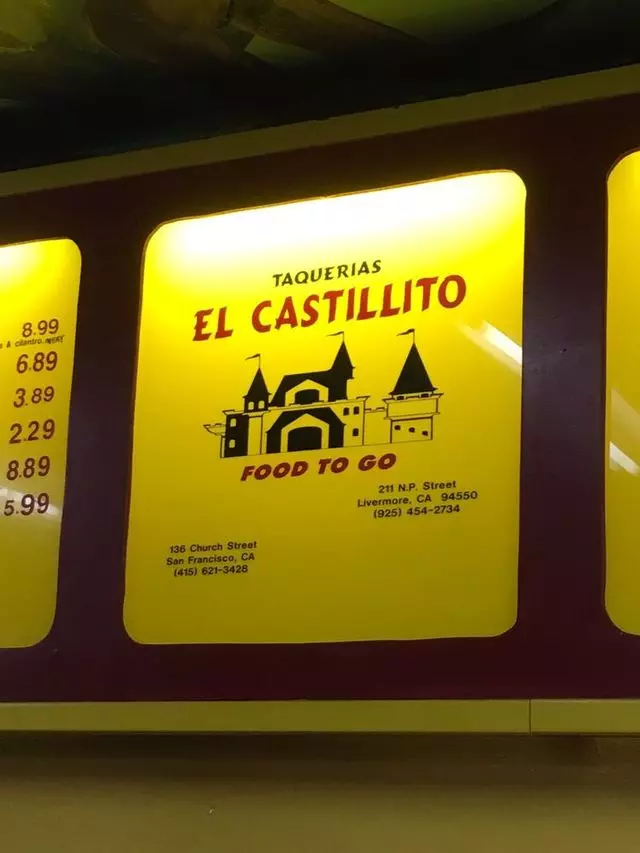 8.99
& cilantro.
6.89
3.89
2.29
8.89
5.99
TAQUERIAS
EL CASTILLITO
FOOD TO GO
211 N.P. Street
Livermore, CA 94550
(925) 454-2734
136 Church Street
San Francisco, CA
(415) 621-3428